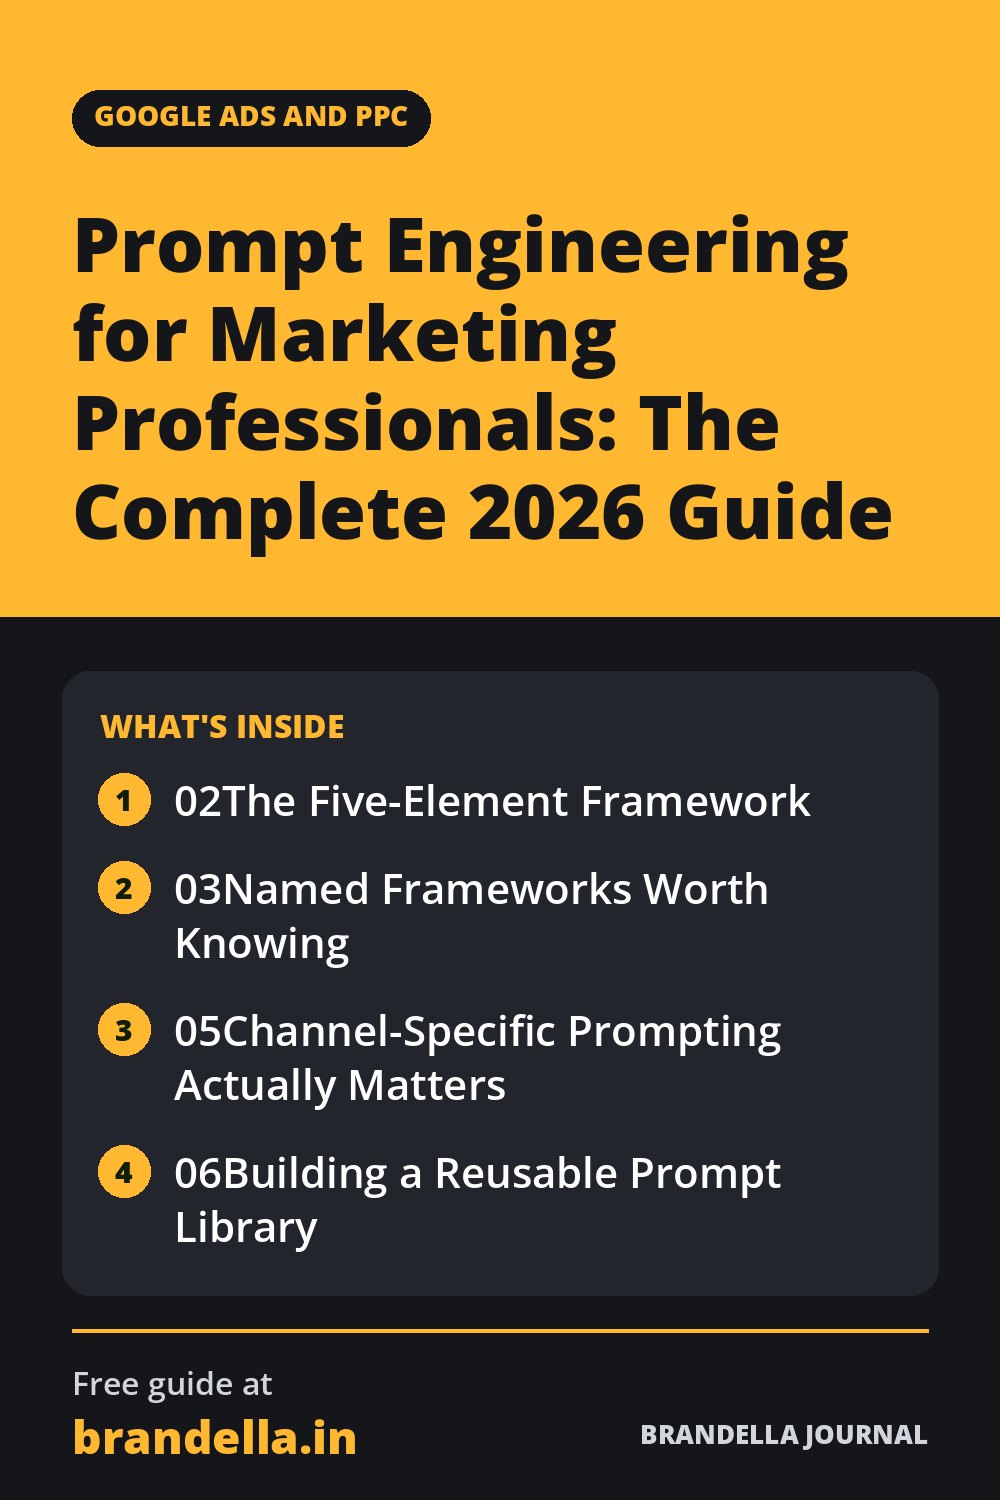 GOOGLE ADS AND PPC
Prompt Engineering
for Marketing
Professionals: The
Complete 2026 Guide
WHAT'S INSIDE
1 02The Five-Element Framework
2 03Named Frameworks Worth
Knowing
3 05Channel-Specific Prompting
Actually Matters
4 06Building a Reusable Prompt
Library
Free guide at
brandella.in
BRANDELLA JOURNAL